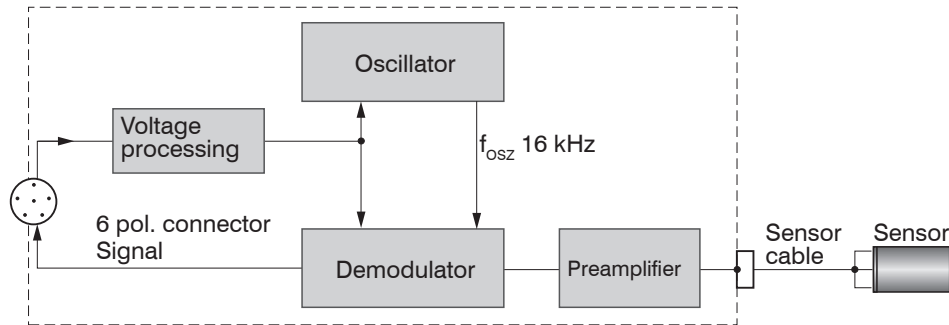 Oscillator
Voltage
processing
f_OSZ 16 kHz
6 pol. connector
Signal
Demodulator
Preamplifier
Sensor
cable
Sensor